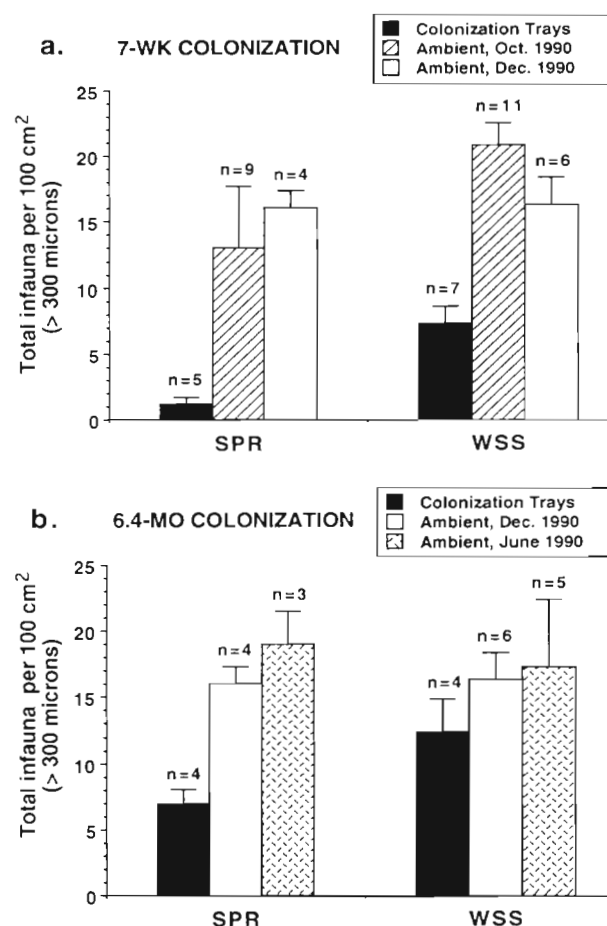 a. 7-WK COLONIZATION
Colonization Trays
Ambient, Oct. 1990
Ambient, Dec. 1990
Total infauna per 100 cm²
(> 300 microns)
25
20
15
10
5
0
n=5
n=9
n=4
n=7
n=11
n=6
SPR
WSS
b. 6.4-MO COLONIZATION
Colonization Trays
Ambient, Dec. 1990
Ambient, June 1990
Total infauna per 100 cm²
(> 300 microns)
25
20
15
10
5
0
n=4
n=4
n=3
n=4
n=6
n=5
SPR
WSS